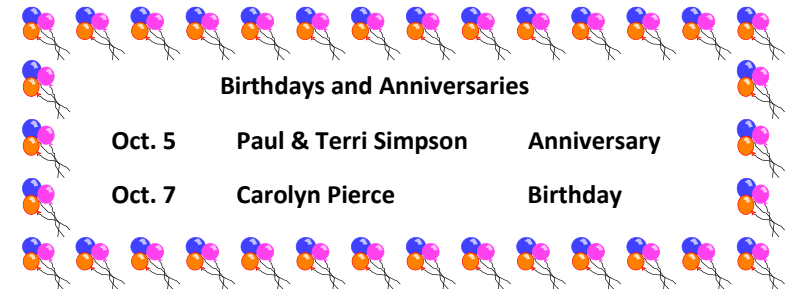 Birthdays and Anniversaries
Oct. 5 Paul & Terri Simpson Anniversary
Oct. 7 Carolyn Pierce Birthday